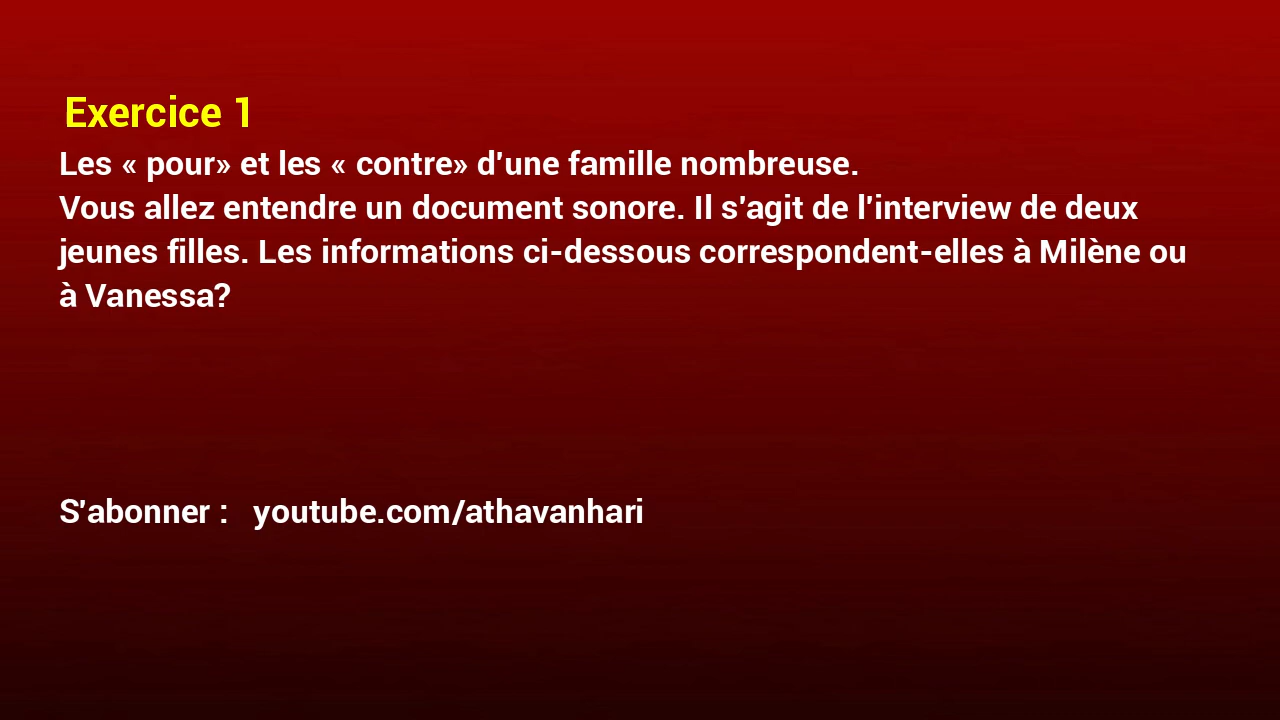 Exercice 1
Les « pour» et les « contre» d'une famille nombreuse.
Vous allez entendre un document sonore. Il s'agit de l'interview de deux
jeunes filles. Les informations ci-dessous correspondent-elles à Milène ou
à Vanessa?
S'abonner : youtube.com/athavanhari